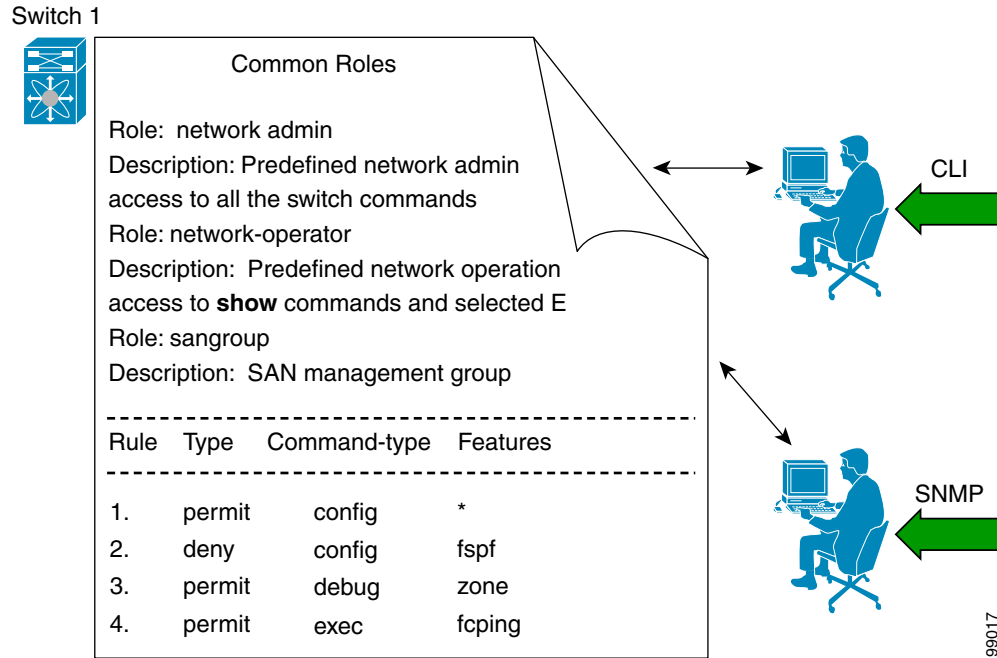 Switch 1
Common Roles
Role: network admin
Description: Predefined network admin
access to all the switch commands
Role: network-operator
Description: Predefined network operation
access to show commands and selected E
Role: sangroup
Description: SAN management group
Rule Type Command-type Features
1. permit config *
2. deny config fspf
3. permit debug zone
4. permit exec fcping
CLI
SNMP
99017